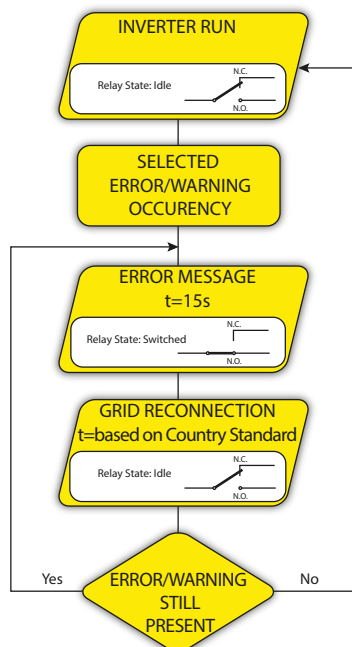 INVERTER RUN
N.C.
Relay State: Idle
N.O.
SELECTED
ERROR/WARNING
OCCURENCY
ERROR MESSAGE
t=15s
N.C.
Relay State: Switched
N.O.
GRID RECONNECTION
t=based on Country Standard
N.C.
Relay State: Idle
N.O.
Yes
ERROR/WARNING
No
STILL
PRESENT